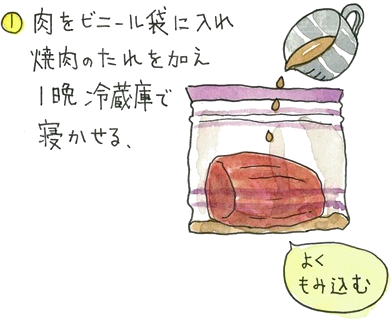 ① 肉をビニール袋に入れ
焼肉のたれを加え
1晩冷蔵庫で
寝かせる、
よく
もみ込む